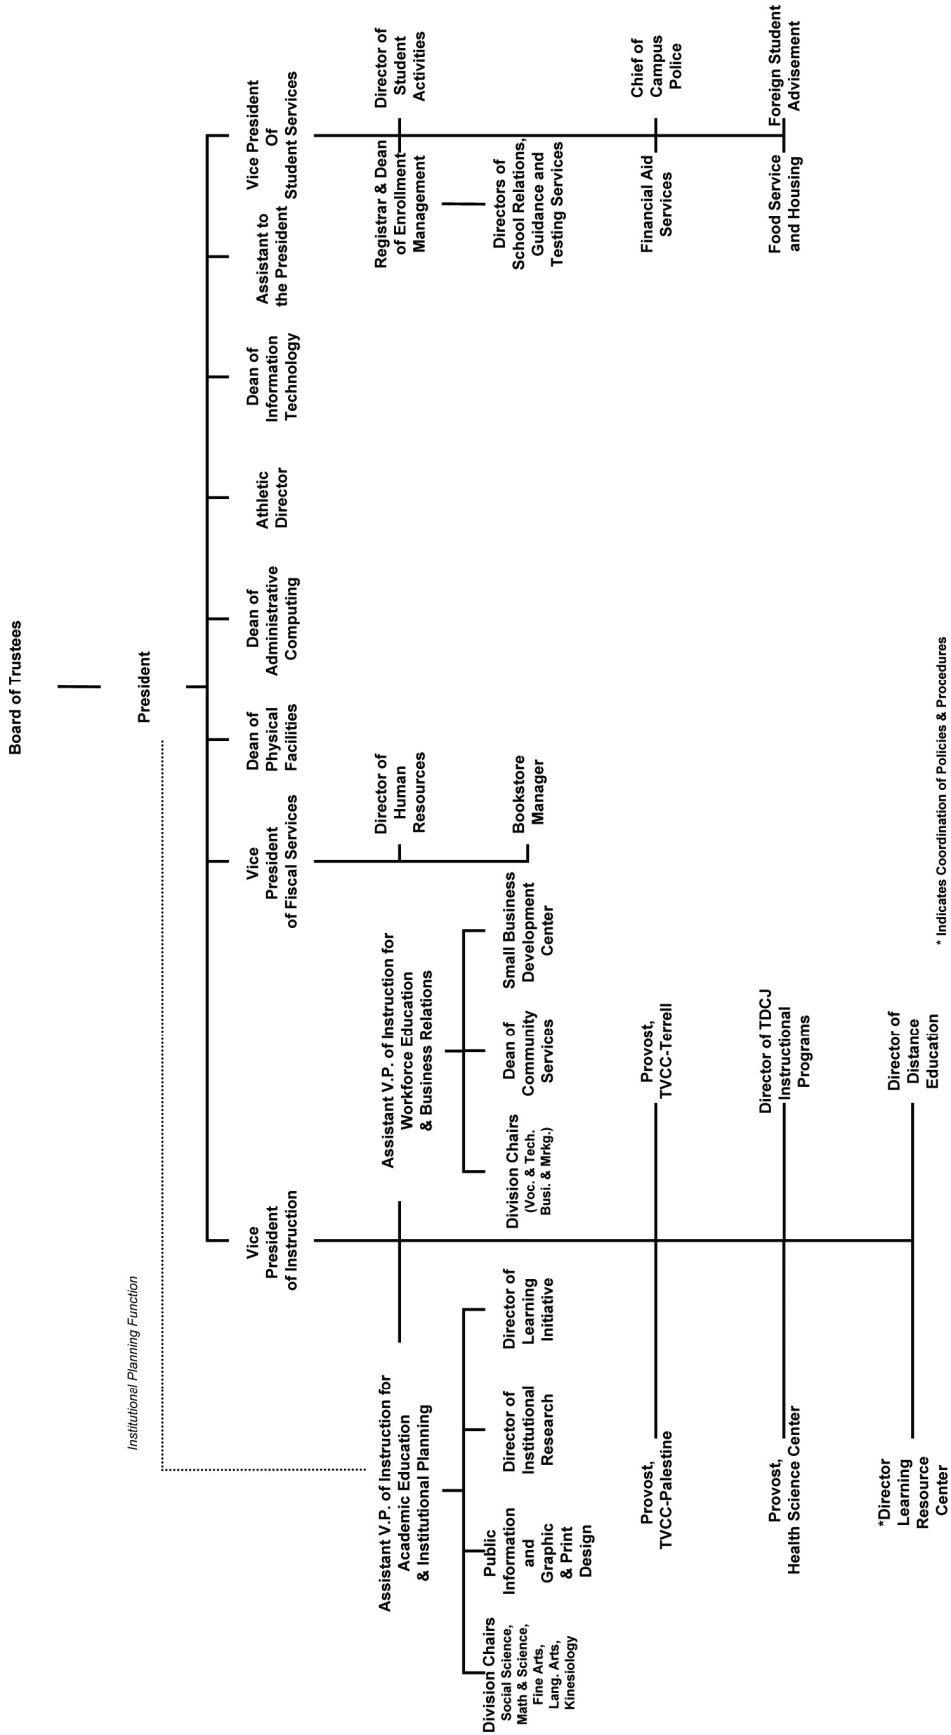 Board of Trustees
President
Institutional Planning Function
Vice
President
of Instruction
Vice
President
of Fiscal Services
Dean of
Physical
Facilities
Dean of
Administrative
Computing
Athletic
Director
Dean of
Information
Technology
Assistant to
the President
Vice President
Of
Student Services
Assistant V.P. of Instruction for
Academic Education
& Institutional Planning
Assistant V.P. of Instruction for
Workforce Education
& Business Relations
Director of
Human
Resources
Registrar & Dean
of Enrollment
Management
Director of
Student
Activities
Division Chairs
Social Science,
Math & Science,
Fine Arts,
Lang. Arts,
Kinesiology
Public
Information
and
Graphic
& Print
Design
Director of
Institutional
Research
Director of
Learning
Initiative
Division Chairs
(Voc. & Tech.
Busi. & Mrkg.)
Dean of
Community
Services
Small Business
Development
Center
Bookstore
Manager
Directors of
School Relations,
Guidance and
Testing Services
Provost,
TVCC-Palestine
Provost,
TVCC-Terrell
Financial Aid
Services
Chief of
Campus
Police
Provost,
Health Science Center
Director of TDCJ
Instructional
Programs
Food Service
and Housing
Foreign Student
Advisement
*Director
Learning
Resource
Center
Director of
Distance
Education
* Indicates Coordination of Policies & Procedures